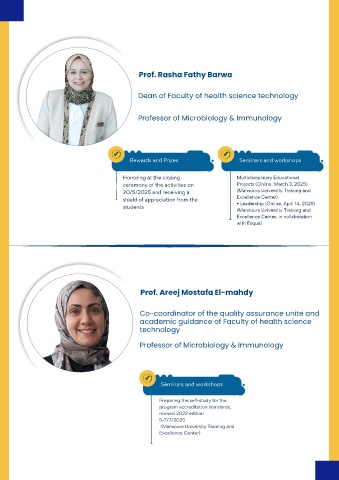 Prof. Rasha Fathy Barwa
Dean of Faculty of health science technology
Professor of Microbiology & Immunology
Rewards and Prizes
Honoring at the closing
ceremony of the activities on
20/5/2025 and receiving a
shield of appreciation from the
students
Seminars and workshops
Multidisciplinary Educational
Projects (Online, March 3, 2025)
(Mansoura University Training and
Excellence Center)
• Leadership (Online, April 14, 2025)
(Mansoura University Training and
Excellence Center, in collaboration
with
Prof. Areej Mostafa El-mahdy
Co-coordinator of the quality assurance unite and
academic guidance of Faculty of health science
technology
Professor of Microbiology & Immunology
Seminars and workshops
Preparing the self-study for the
program accreditation standards,
revised 2022 edition
5-7/7/2025
(Mansoura University Training and
Excellence Center)